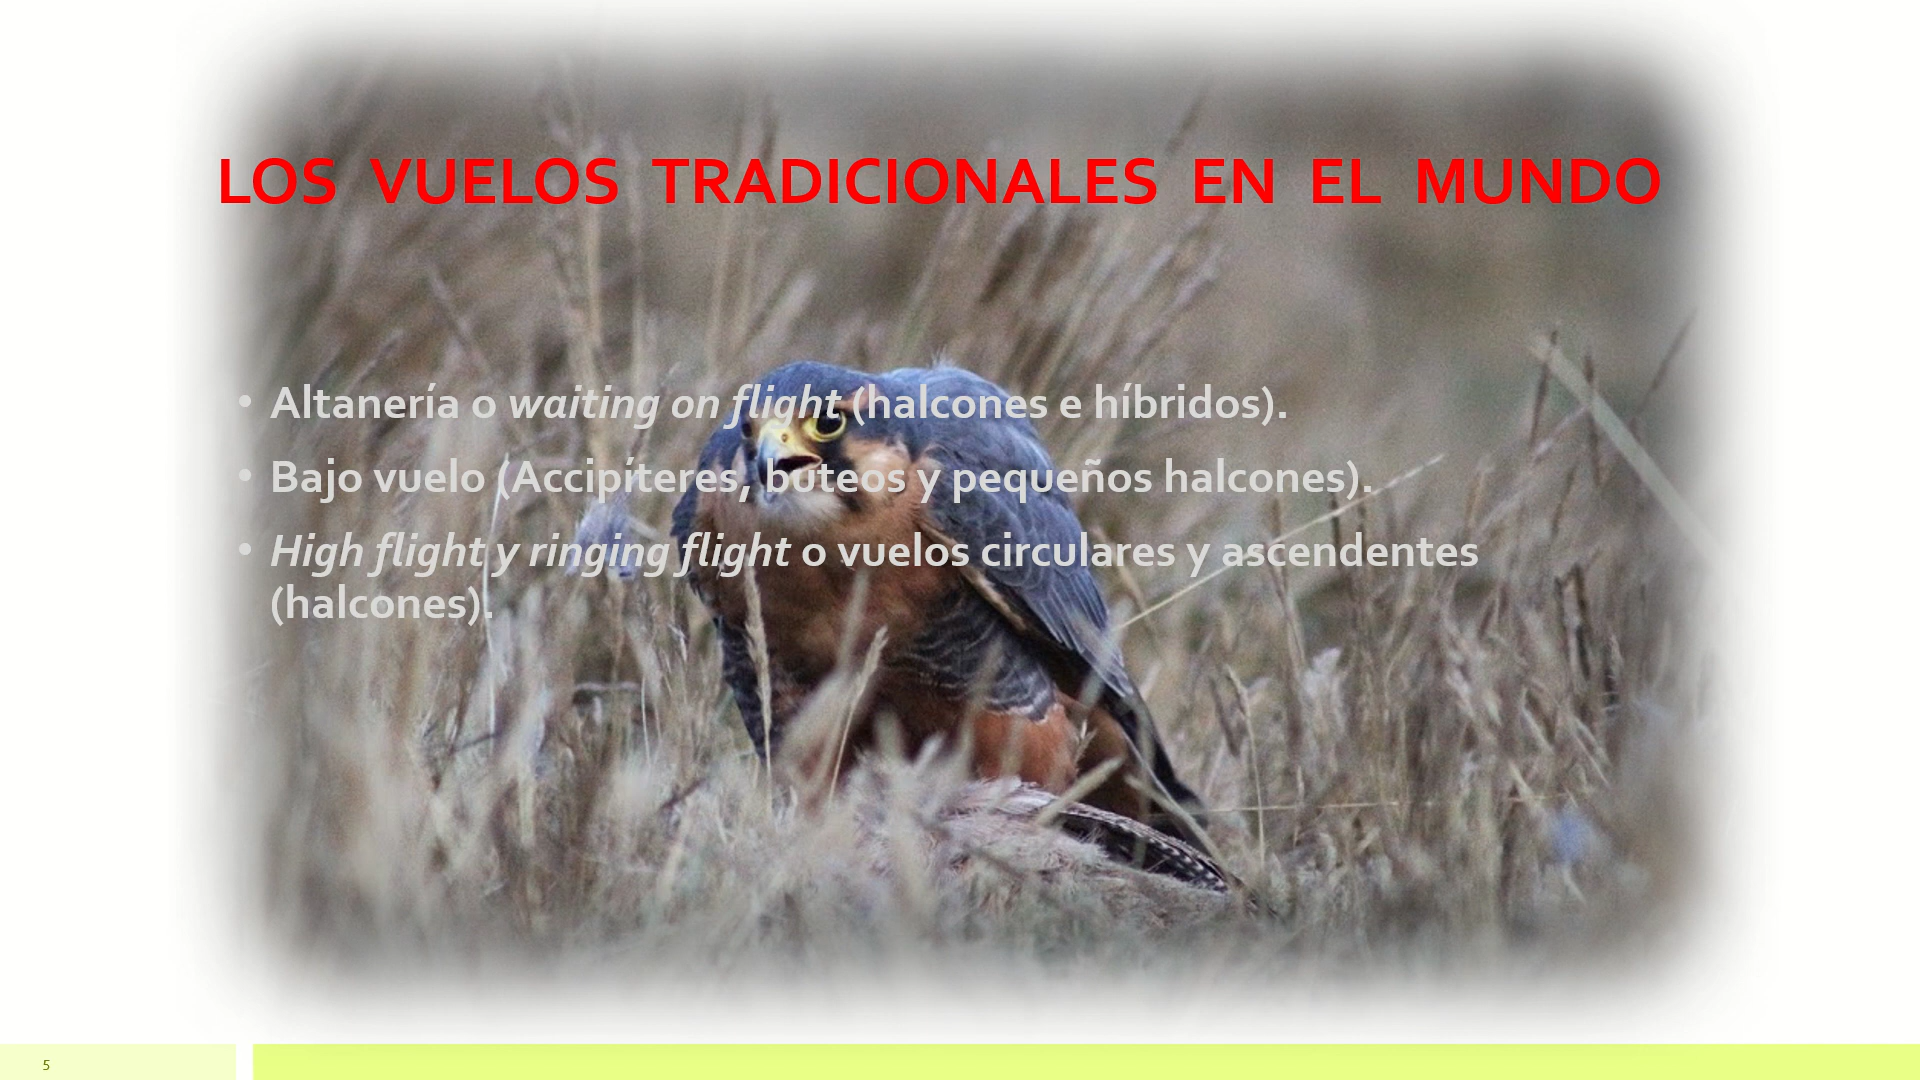 LOS VUELOS TRADICIONALES EN EL MUNDO
• Altanería o waiting on flight (halcones e híbridos).
• Bajo vuelo (Accipíteres, buteos y pequeños halcones).
• High flight y ringing flight o vuelos circulares y ascendentes
(halcones).
5